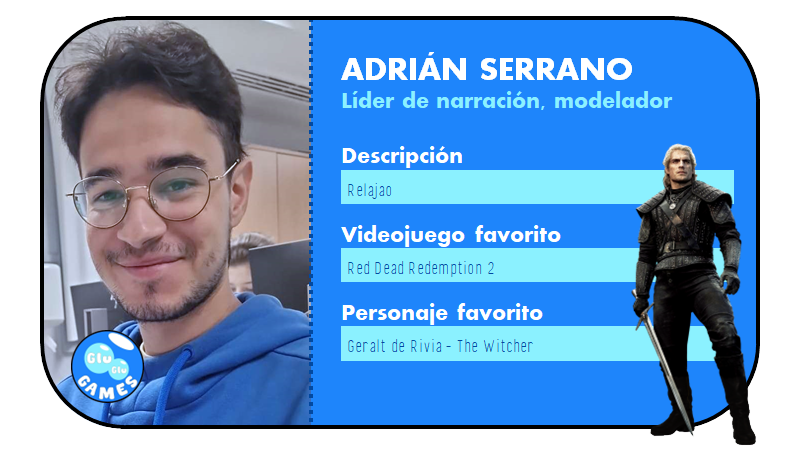 ADRIÁN SERRANO
Líder de narración, modelador
Descripción
Relajao
Videojuego favorito
Red Dead Redemption 2
Personaje favorito
Geralt de Rivia - The Witcher
Glu
Glu
GAMES